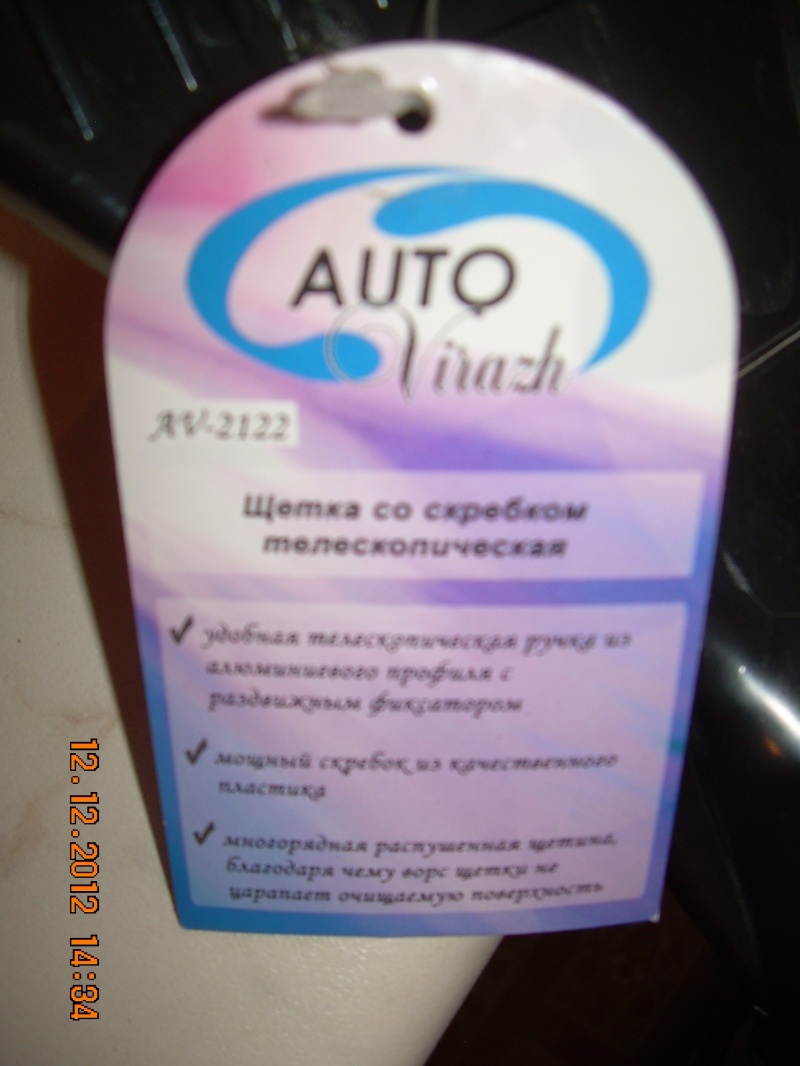 AUTO
Virazh
AV-2122
Щетка со скребком
телескопическая
удобная телескопическая ручка из
алюминиевого профиля с
раздвижным фиксатором
мощный скребок из качественного
пластика
многорядная распушенная щетина,
благодаря чему ворс щетки не
царапает очищаемую поверхность
12.12.2012 14:34